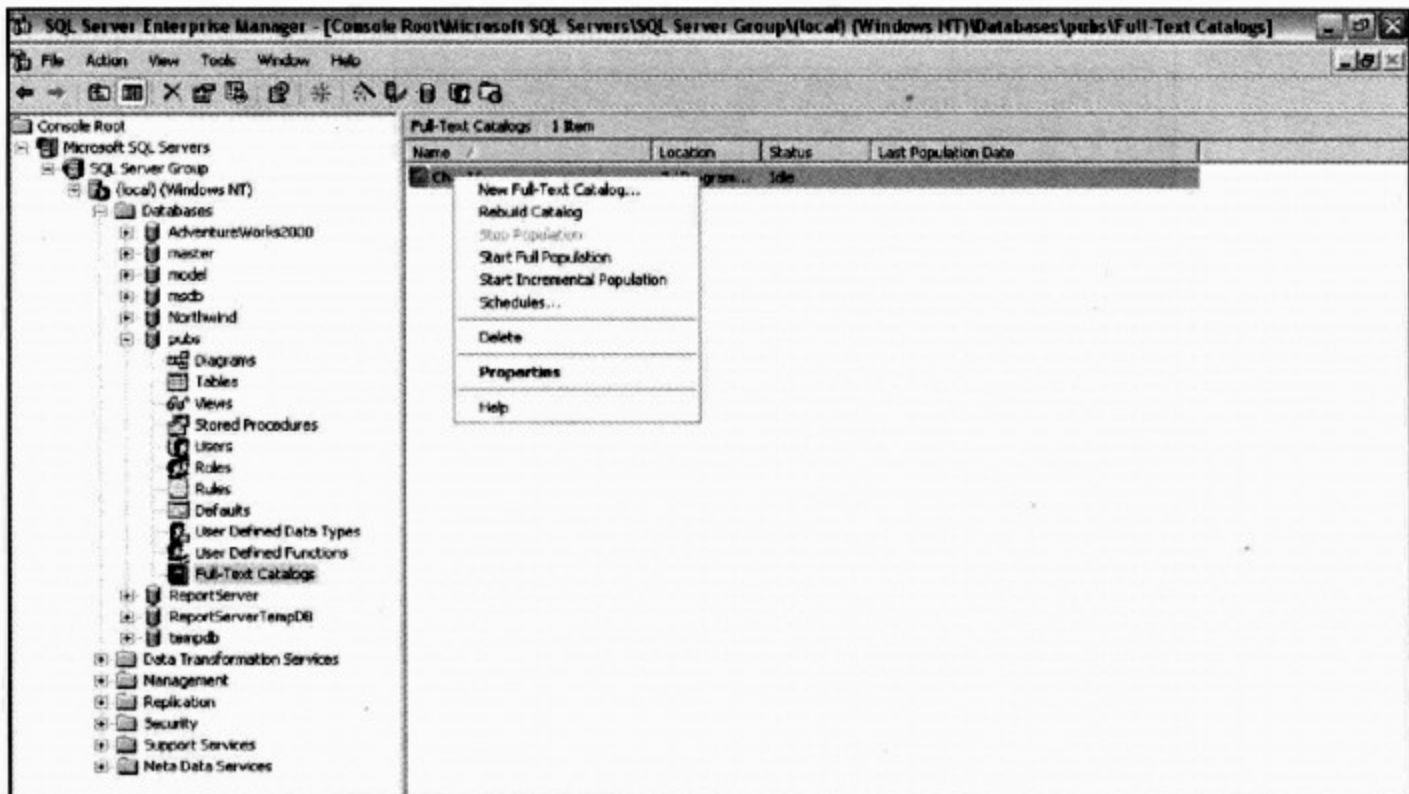 SQL Server Enterprise Manager - [Console Root\Microsoft SQL Servers\SQL Server Group\(local) (Windows NT)\Databases\pubs\Full-Text Catalogs]
File Action View Tools Window Help
Console Root
Microsoft SQL Servers
SQL Server Group
(local) (Windows NT)
Databases
AdventureWorks2000
master
model
msdb
Northwind
pubs
Diagrams
Tables
Views
Stored Procedures
Users
Roles
Rules
Defaults
User Defined Data Types
User Defined Functions
Full-Text Catalogs
ReportServer
ReportServerTempDB
tempdb
Data Transformation Services
Management
Replication
Security
Support Services
Meta Data Services
Full-Text Catalogs 1 Item
Name Location Status Last Population Date
Idle
New Full-Text Catalog...
Rebuild Catalog
Stop Population
Start Full Population
Start Incremental Population
Schedules...
Delete
Properties
Help